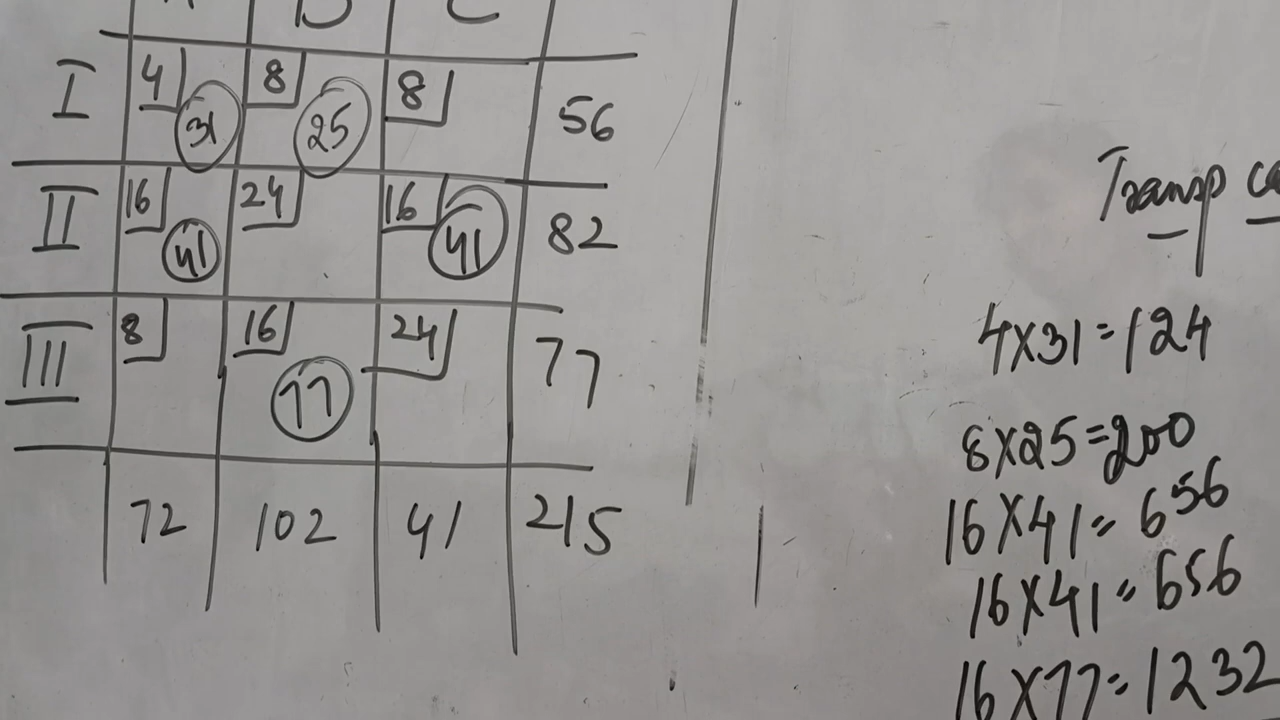 B C
I 4 31 8 25 8 56
II 16 41 24 16 41 82
III 8 16 77 24 77
72 102 41 215
Transp
4X31=124
8X25=200
16X41=656
16X41=656
16X77=1232